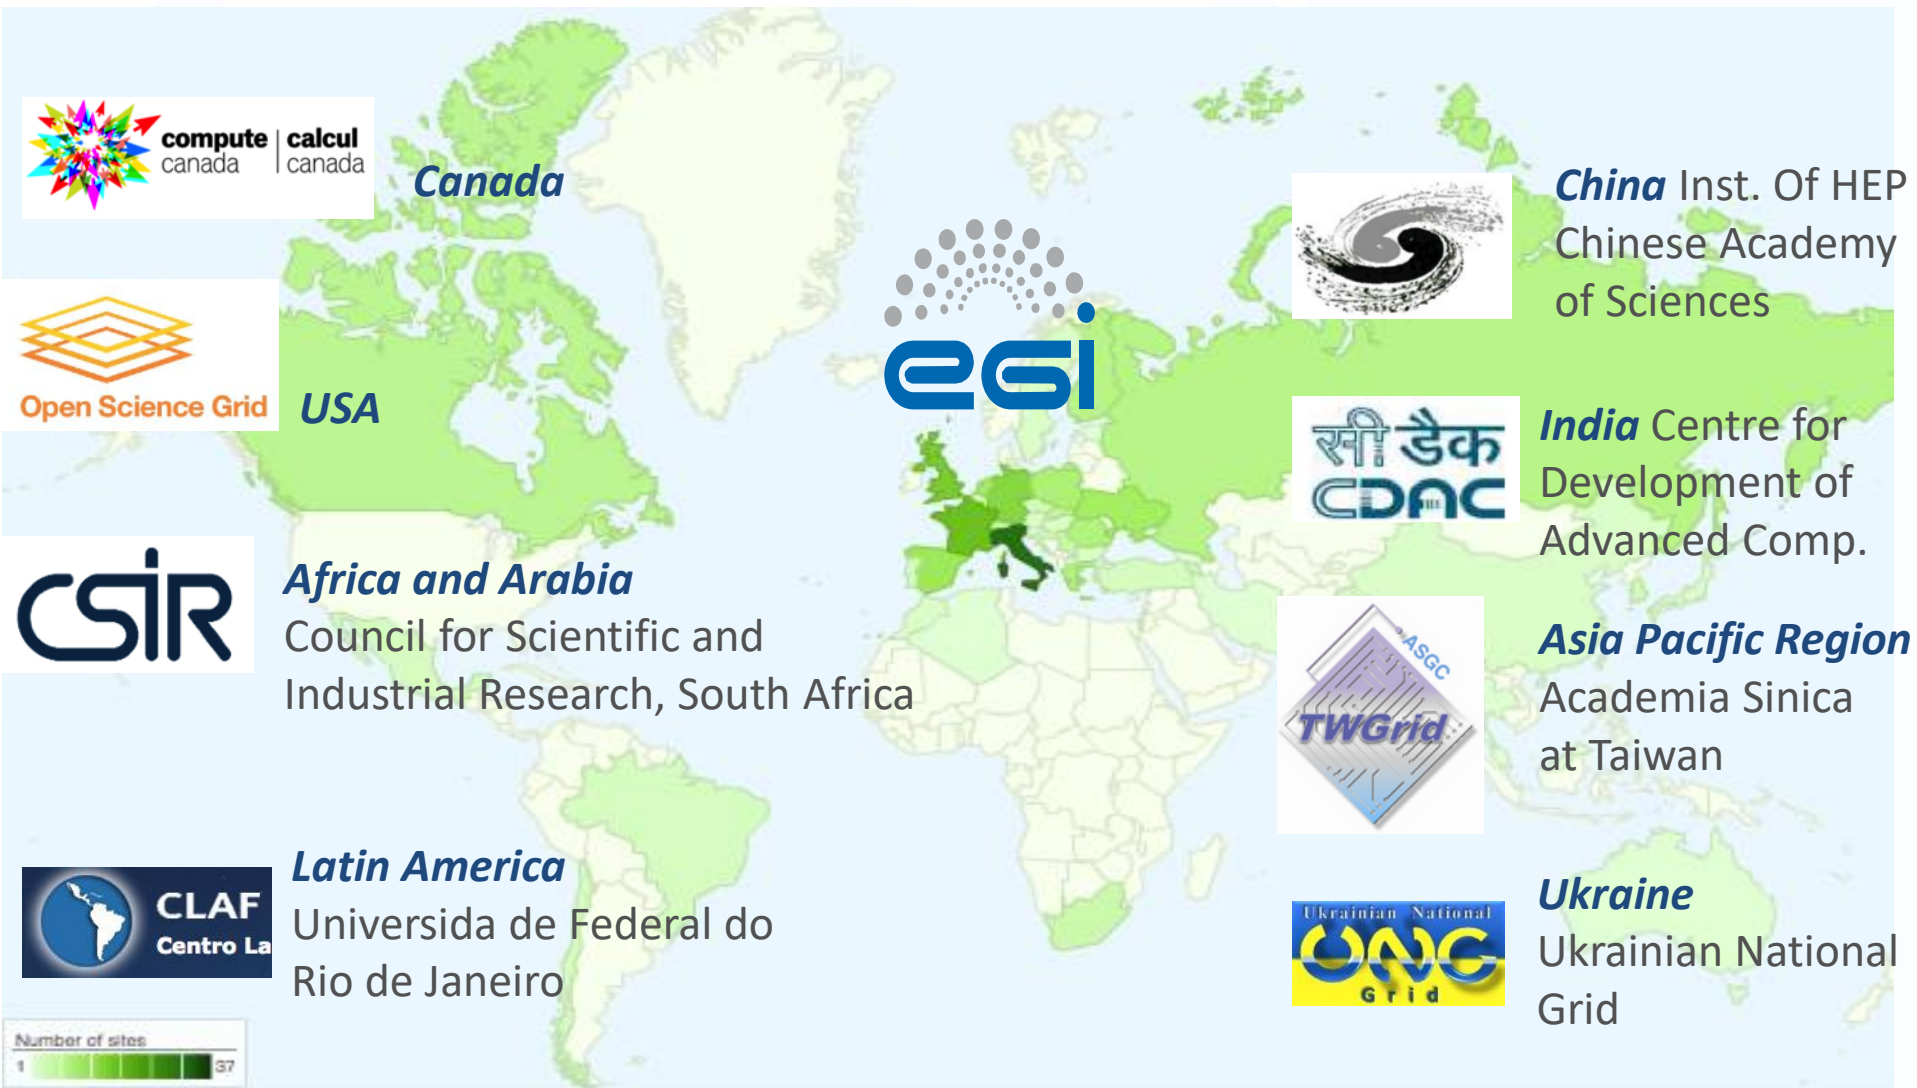 compute | calcul
canada | canada
Canada
Open Science Grid
USA
CSIR
Africa and Arabia
Council for Scientific and
Industrial Research, South Africa
CLAF
Centro La
Latin America
Universida de Federal do
Rio de Janeiro
Number of sites
1 37
egi
China Inst. Of HEP
Chinese Academy
of Sciences
सी डैक
CDAC
India Centre for
Development of
Advanced Comp.
ASGC
TWGrid
Asia Pacific Region
Academia Sinica
at Taiwan
Ukrainian National
UNG
Grid
Ukraine
Ukrainian National
Grid